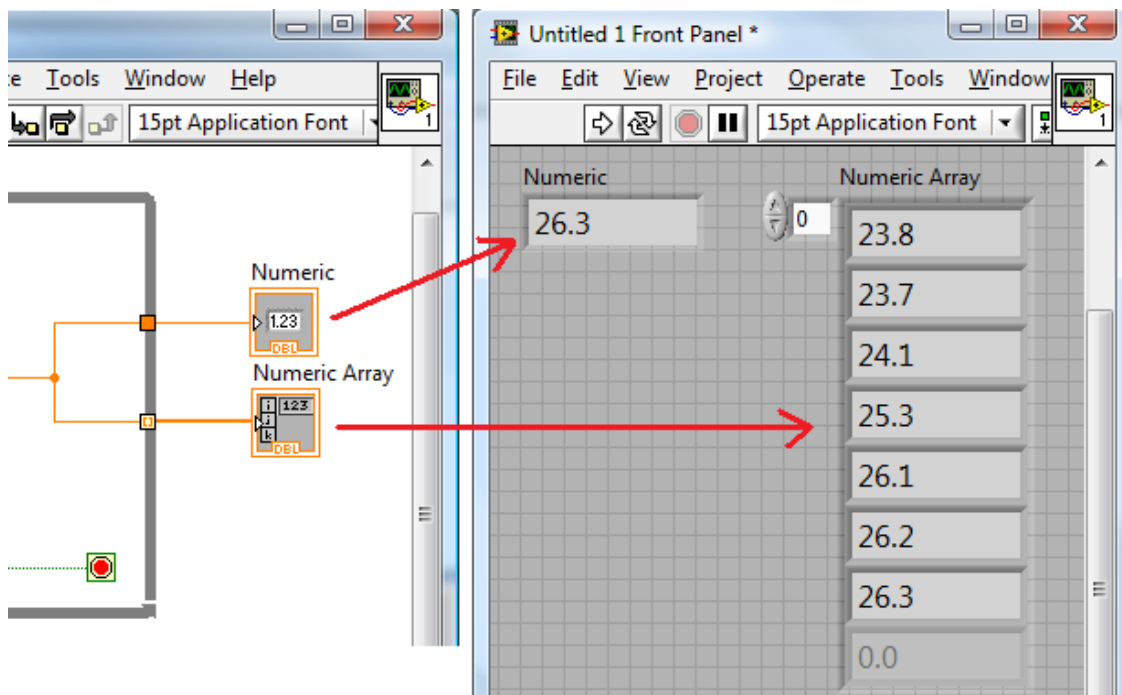 e Tools Window Help
15pt Application Font
1
Numeric
1.23
DBL
Numeric Array
i 123
j
k
DBL
Untitled 1 Front Panel *
File Edit View Project Operate Tools Window
15pt Application Font
1
Numeric
26.3
Numeric Array
0
23.8
23.7
24.1
25.3
26.1
26.2
26.3
0.0